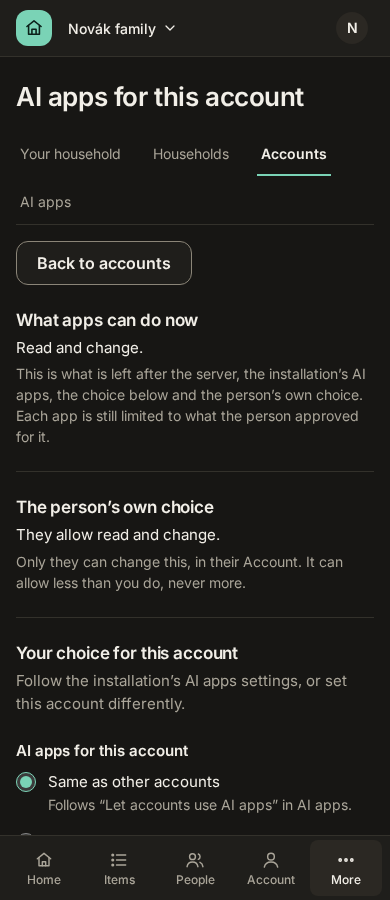 Novák family
N
AI apps for this account
Your household
Households
Accounts
AI apps
Back to accounts
What apps can do now
Read and change.
This is what is left after the server, the installation’s AI
apps, the choice below and the person’s own choice.
Each app is still limited to what the person approved
for it.
The person’s own choice
They allow read and change.
Only they can change this, in their Account. It can
allow less than you do, never more.
Your choice for this account
Follow the installation’s AI apps settings, or set
this account differently.
AI apps for this account
Same as other accounts
Follows “Let accounts use AI apps” in AI apps.
Home
Items
People
Account
More